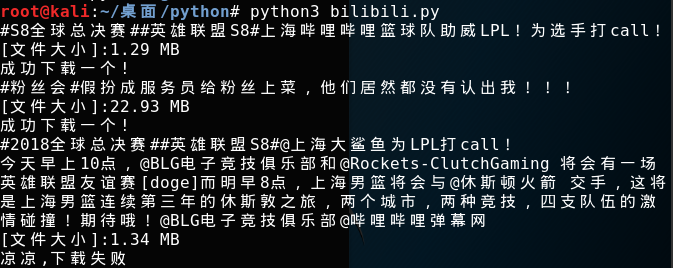 root@kali:~/桌面/python# python3 bilibili.py
#S8全球总决赛##英雄联盟S8#上海哔哩哔哩篮球队助威LPL！为选手打call！
[文件大小]:1.29 MB
成功下载一个！
#粉丝会#假扮成服务员给粉丝上菜，他们居然都没有认出我！！！
[文件大小]:22.93 MB
成功下载一个！
#2018全球总决赛##英雄联盟S8#@上海大鲨鱼为LPL打call！
今天早上10点，@BLG电子竞技俱乐部和@Rockets-ClutchGaming 将会有一场
英雄联盟友谊赛[doge]而明早8点，上海男篮将会与@休斯顿火箭 交手，这将
是上海男篮连续第三年的休斯敦之旅，两个城市，两种竞技，四支队伍的激
情碰撞！期待哦！@BLG电子竞技俱乐部@哔哩哔哩弹幕网
[文件大小]:1.34 MB
凉凉,下载失败